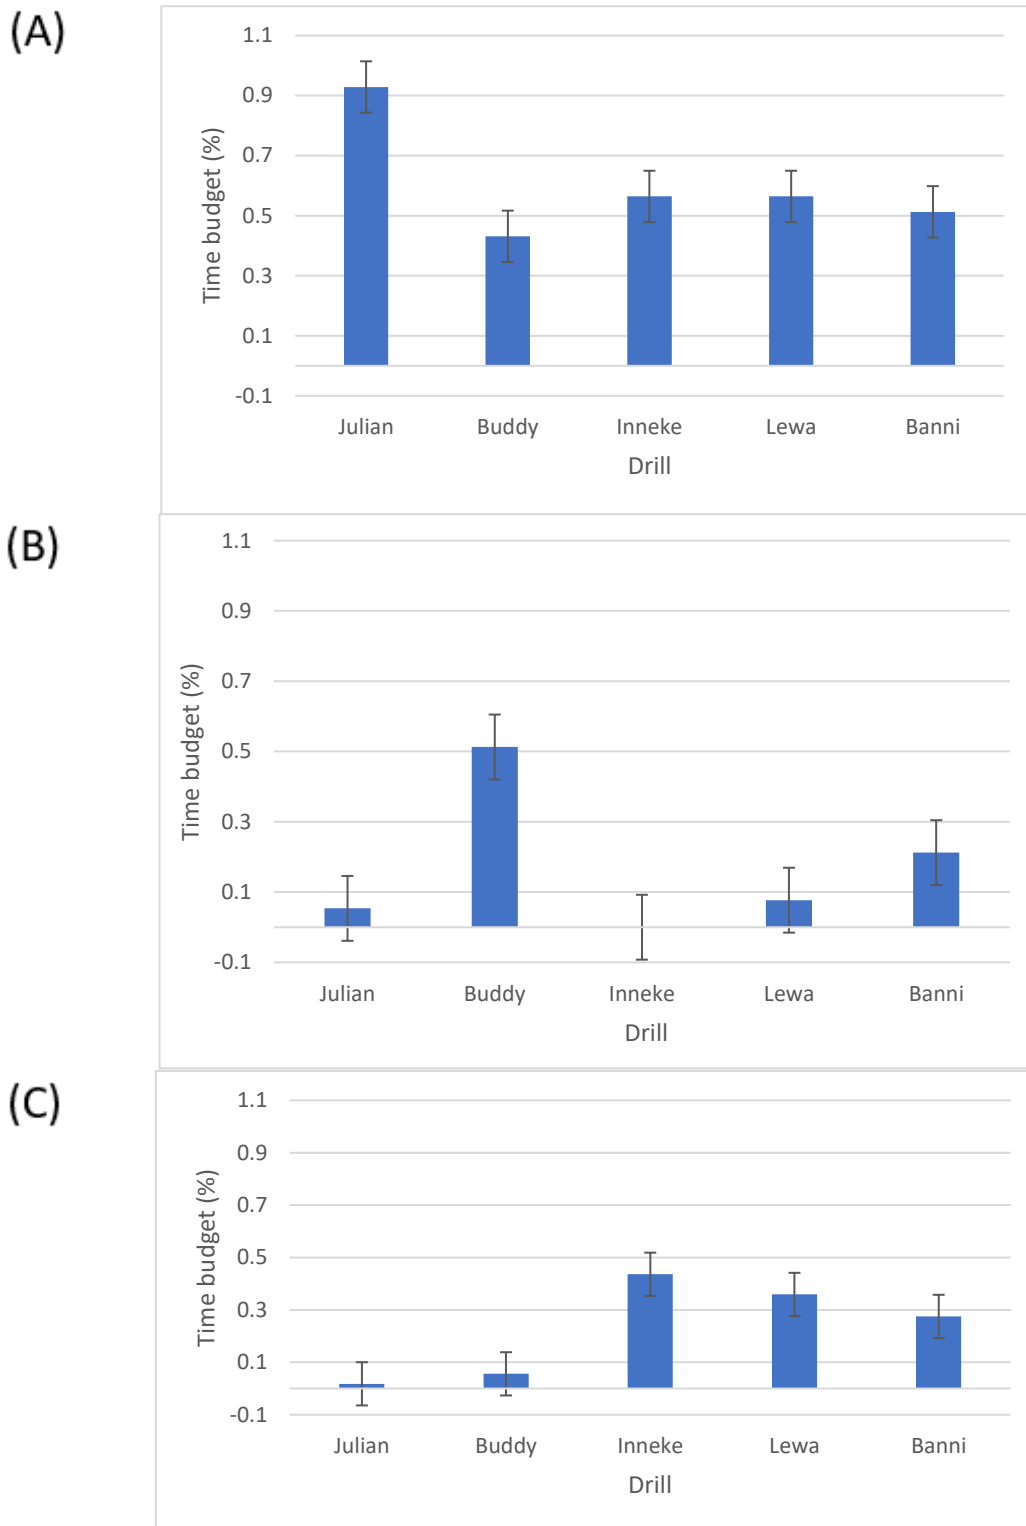 (A)
1.1
0.9
0.7
0.5
0.3
0.1
-0.1
Time budget (%)
Julian Buddy Inneke Lewa Banni
Drill
(B)
1.1
0.9
0.7
0.5
0.3
0.1
-0.1
Time budget (%)
Julian Buddy Inneke Lewa Banni
Drill
(C)
1.1
0.9
0.7
0.5
0.3
0.1
-0.1
Time budget (%)
Julian Buddy Inneke Lewa Banni
Drill